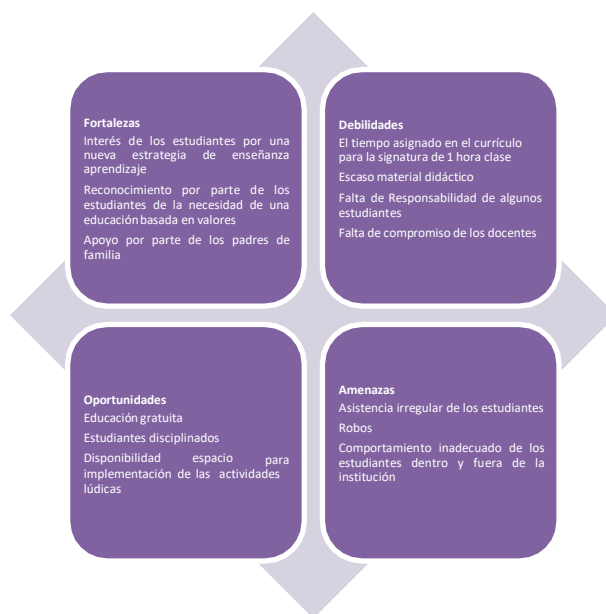 Fortalezas
Interés de los estudiantes por una
nueva estrategia de enseñanza
aprendizaje
Reconocimiento por parte de los
estudiantes de la necesidad de una
educación basada en valores
Apoyo por parte de los padres de
familia
Debilidades
El tiempo asignado en el currículo
para la signatura de 1 hora clase
Escaso material didáctico
Falta de Responsabilidad de algunos
estudiantes
Falta de compromiso de los docentes
Oportunidades
Educación gratuita
Estudiantes disciplinados
Disponibilidad espacio para
implementación de las actividades
lúdicas
Amenazas
Asistencia irregular de los estudiantes
Robos
Comportamiento inadecuado de los
estudiantes dentro y fuera de la
institución